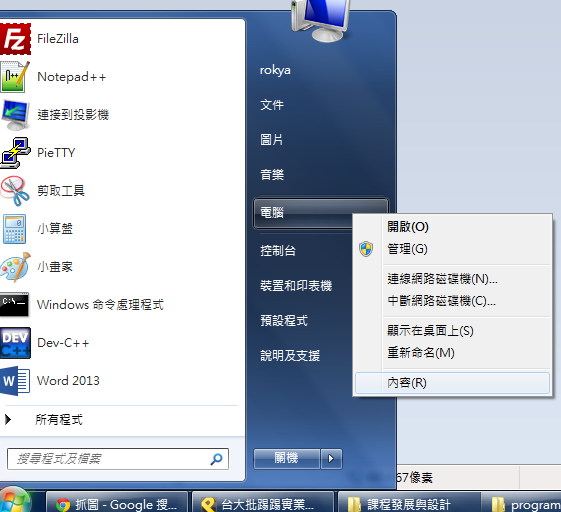 FileZilla
Notepad++
連接到投影機
PieTTY
剪取工具
小算盤
小畫家
Windows 命令處理程式
Dev-C++
Word 2013
所有程式
搜尋程式及檔案
rokya
文件
圖片
音樂
電腦
控制台
裝置和印表機
預設程式
說明及支援
關機
開啟(O)
管理(G)
連線網路磁碟機(N)...
中斷網路磁碟機(C)...
顯示在桌面上(S)
重新命名(M)
內容(R)
67像素
抓圖 - Google 搜...
台大批踢踢實業...
課程發展與設計
program